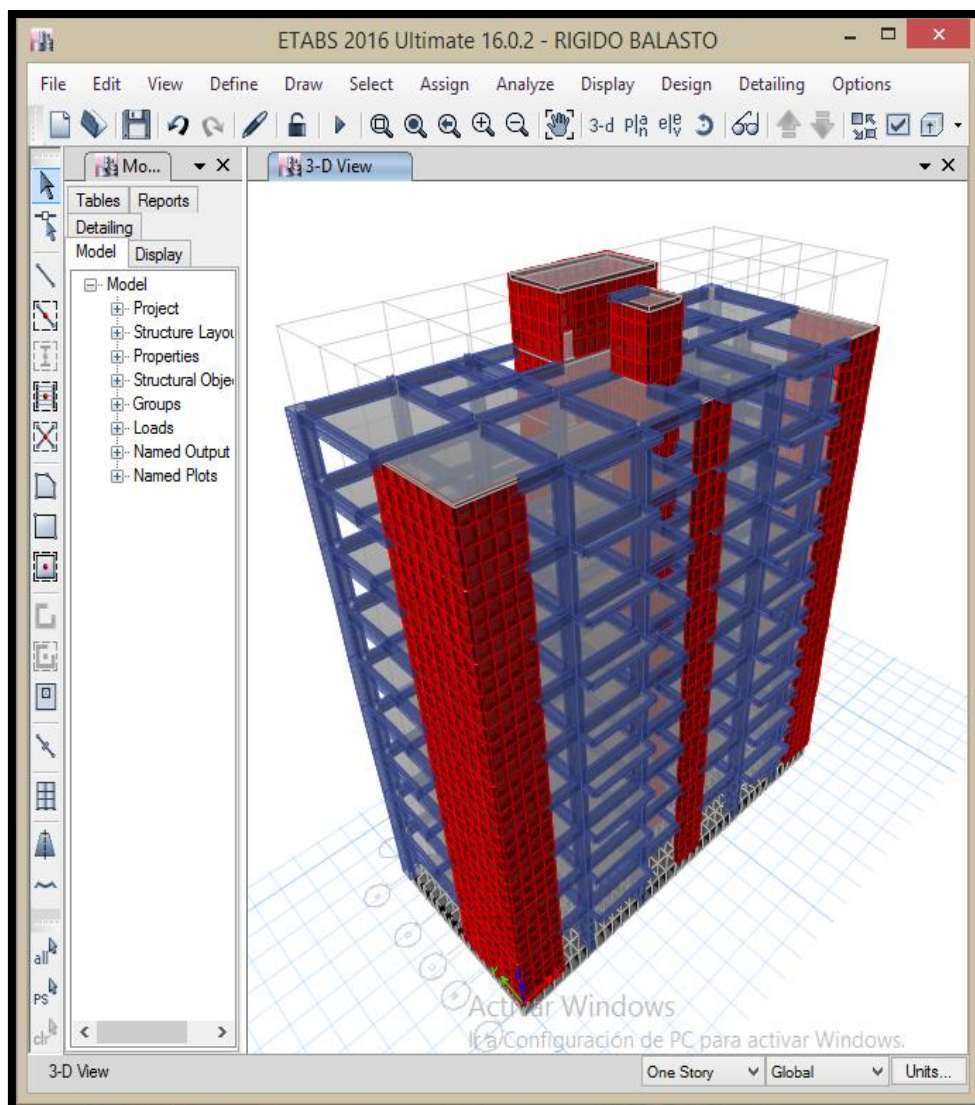 ETABS 2016 Ultimate 16.0.2 - RIGIDO BALASTO
File Edit View Define Draw Select Assign Analyze Display Design Detailing Options
3-d
Mo...
3-D View
Tables Reports
Detailing
Model Display
Model
Project
Structure Layou
Properties
Structural Obje
Groups
Loads
Named Output
Named Plots
all
PS
clr
Activar Windows
Ir a Configuración de PC para activar Windows.
3-D View One Story Global Units...